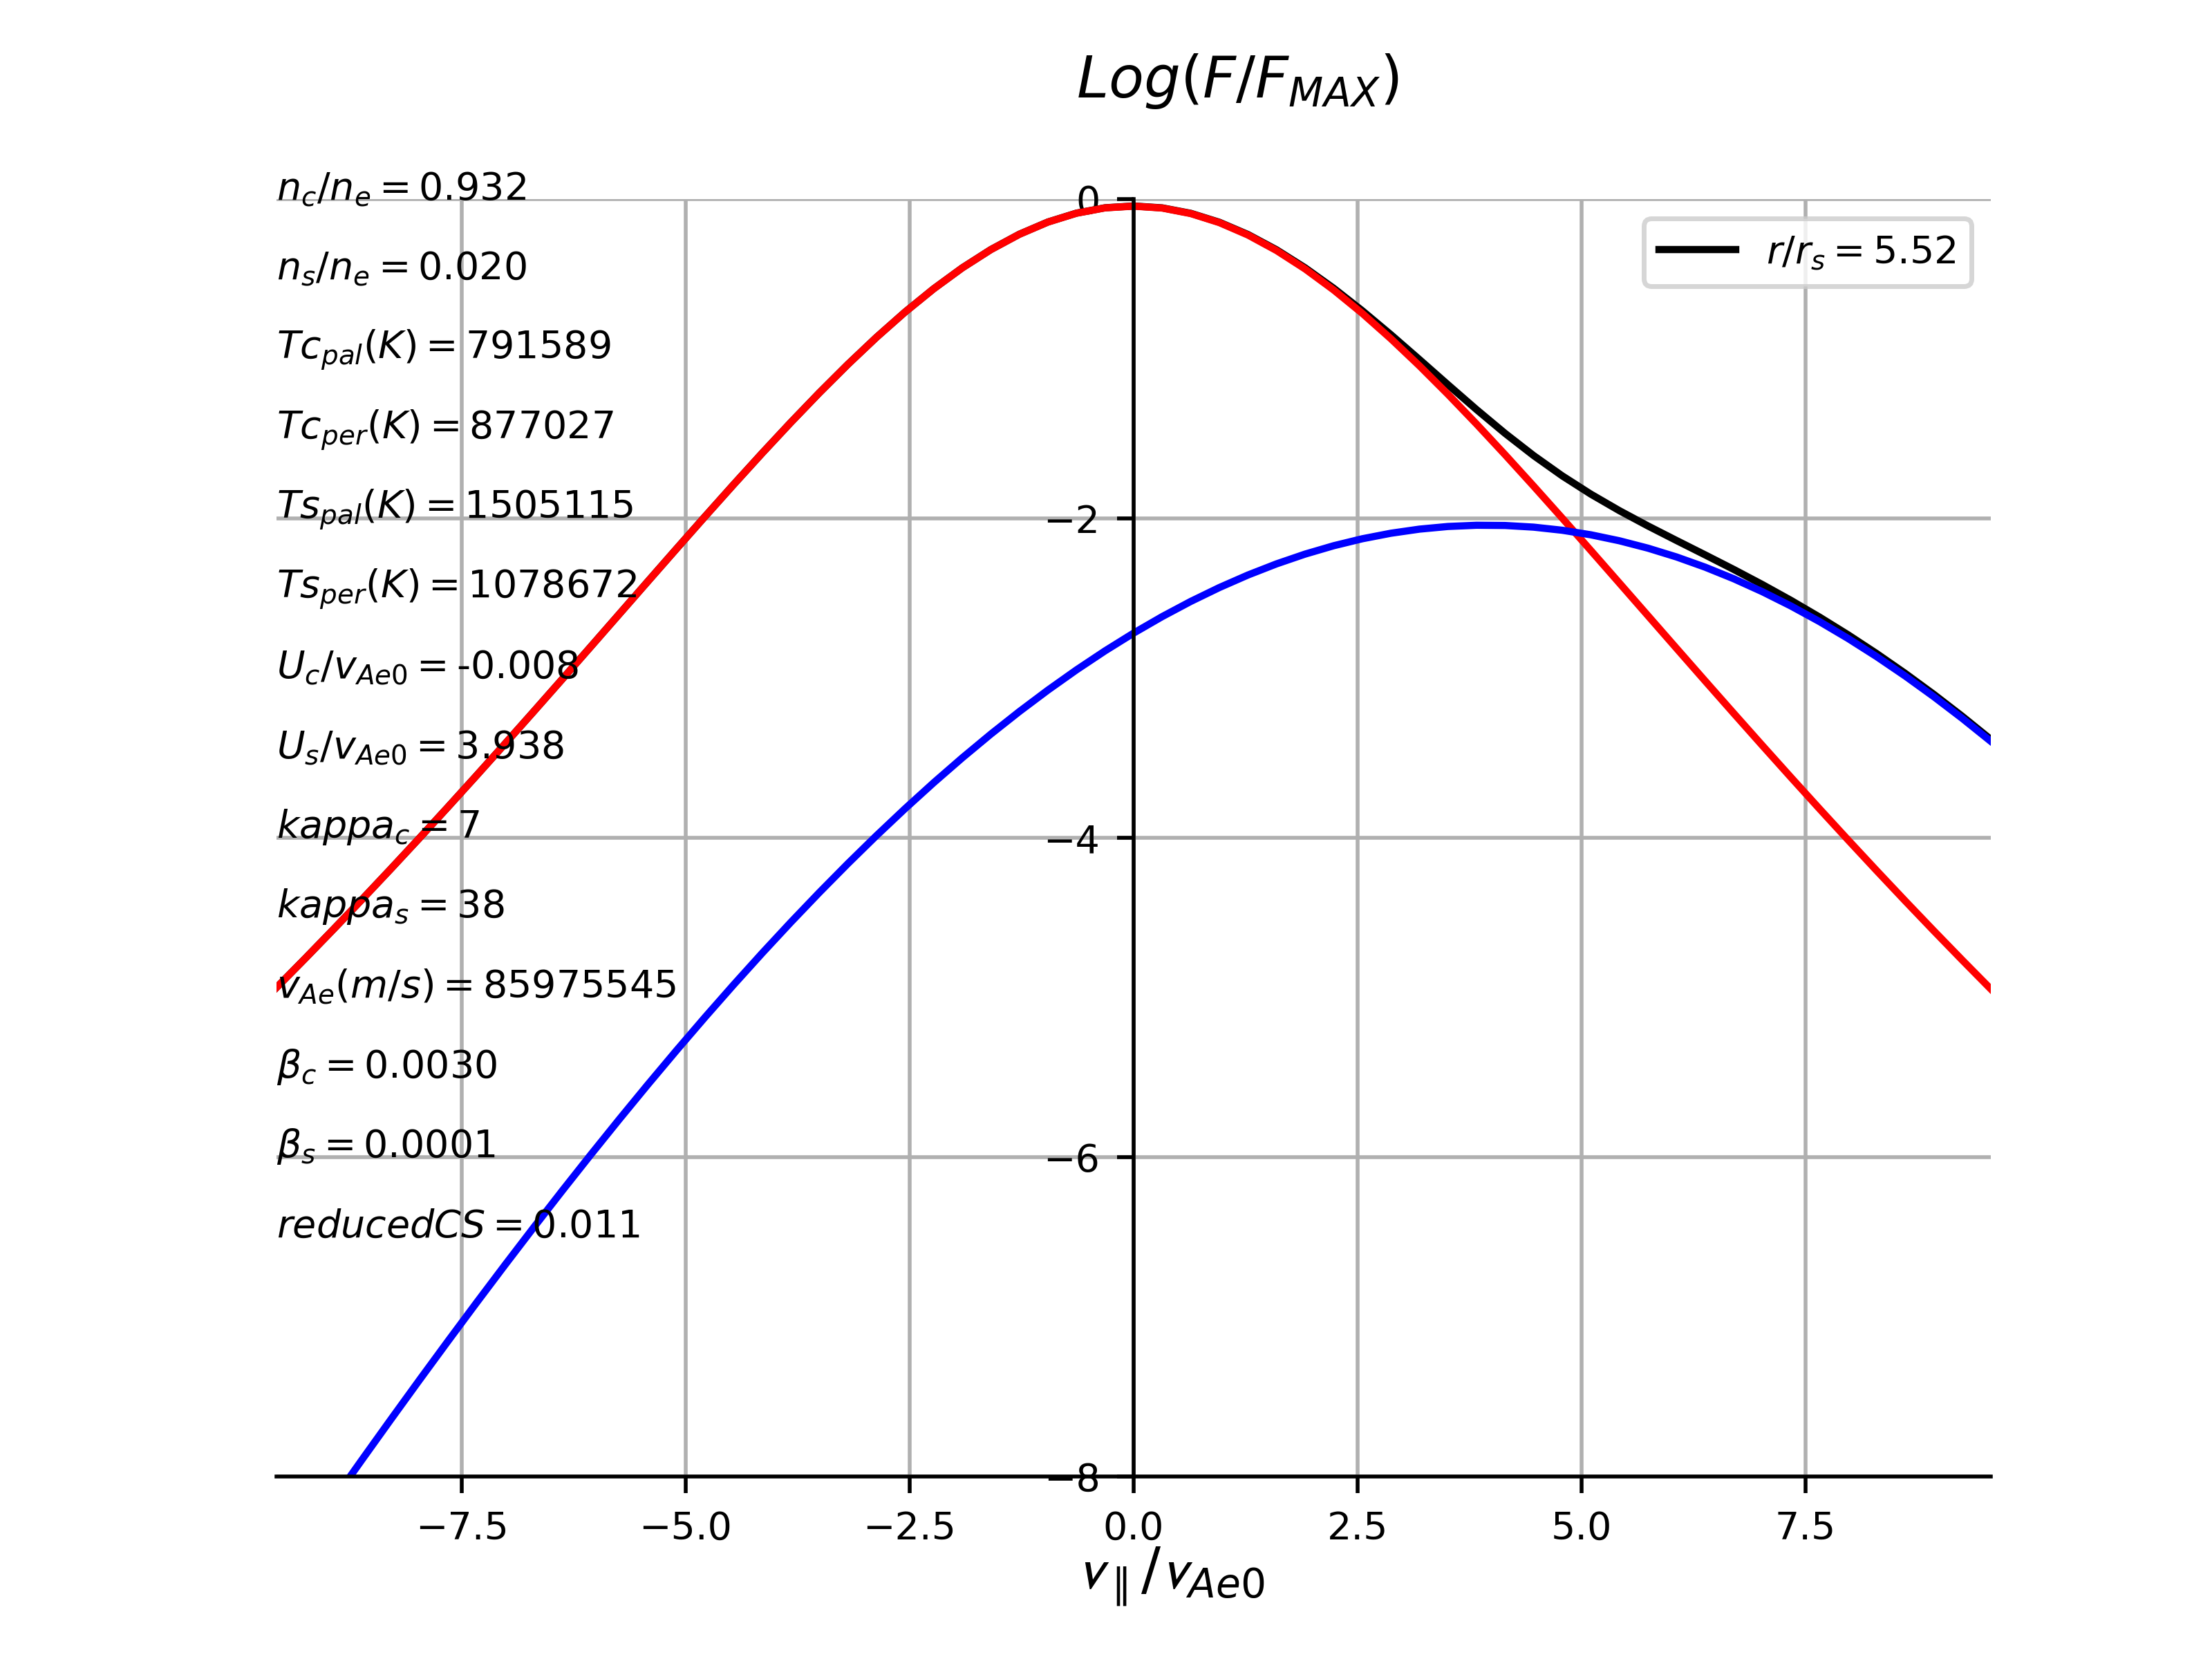 Log(F/F_MAX)
n_c/n_e = 0.932
n_s/n_e = 0.020
Tc_pal(K) = 791589
Tc_per(K) = 877027
Ts_pal(K) = 1505115
Ts_per(K) = 1078672
U_c/v_Ae0 = -0.008
U_s/v_Ae0 = 3.938
kappa_c = 7
kappa_s = 38
v_Ae(m/s) = 85975545
β_c = 0.0030
β_s = 0.0001
reducedCS = 0.011
r/r_s = 5.52
0
−2
−4
−6
−8
−7.5 −5.0 −2.5 0.0 2.5 5.0 7.5
v_∥/v_Ae0